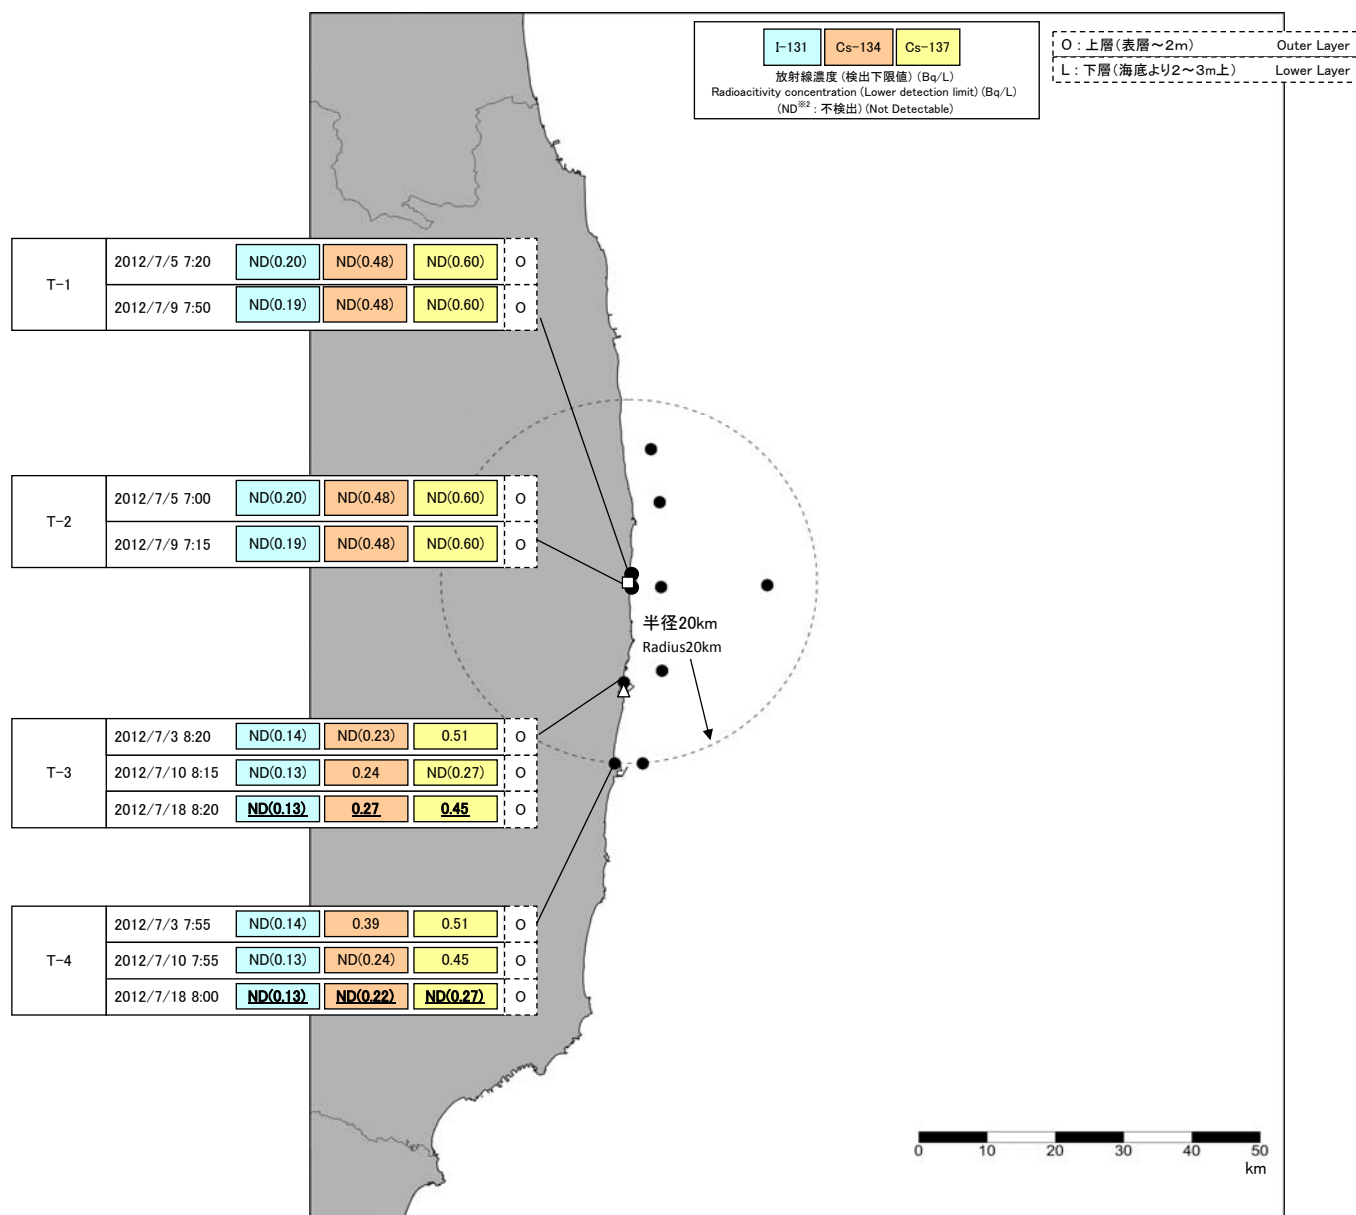 I-131 Cs-134 Cs-137
放射線濃度 (検出下限値) (Bq/L)
Radioacitivity concentration (Lower detection limit) (Bq/L)
(ND※2 : 不検出) (Not Detectable)
O : 上層(表層～2m) Outer Layer
L : 下層(海底より2～3m上) Lower Layer
T-1
2012/7/5 7:20 ND(0.20) ND(0.48) ND(0.60) O
2012/7/9 7:50 ND(0.19) ND(0.48) ND(0.60) O
T-2
2012/7/5 7:00 ND(0.20) ND(0.48) ND(0.60) O
2012/7/9 7:15 ND(0.19) ND(0.48) ND(0.60) O
半径20km
Radius20km
T-3
2012/7/3 8:20 ND(0.14) ND(0.23) 0.51 O
2012/7/10 8:15 ND(0.13) 0.24 ND(0.27) O
2012/7/18 8:20 ND(0.13) 0.27 0.45 O
T-4
2012/7/3 7:55 ND(0.14) 0.39 0.51 O
2012/7/10 7:55 ND(0.13) ND(0.24) 0.45 O
2012/7/18 8:00 ND(0.13) ND(0.22) ND(0.27) O
0 10 20 30 40 50
km